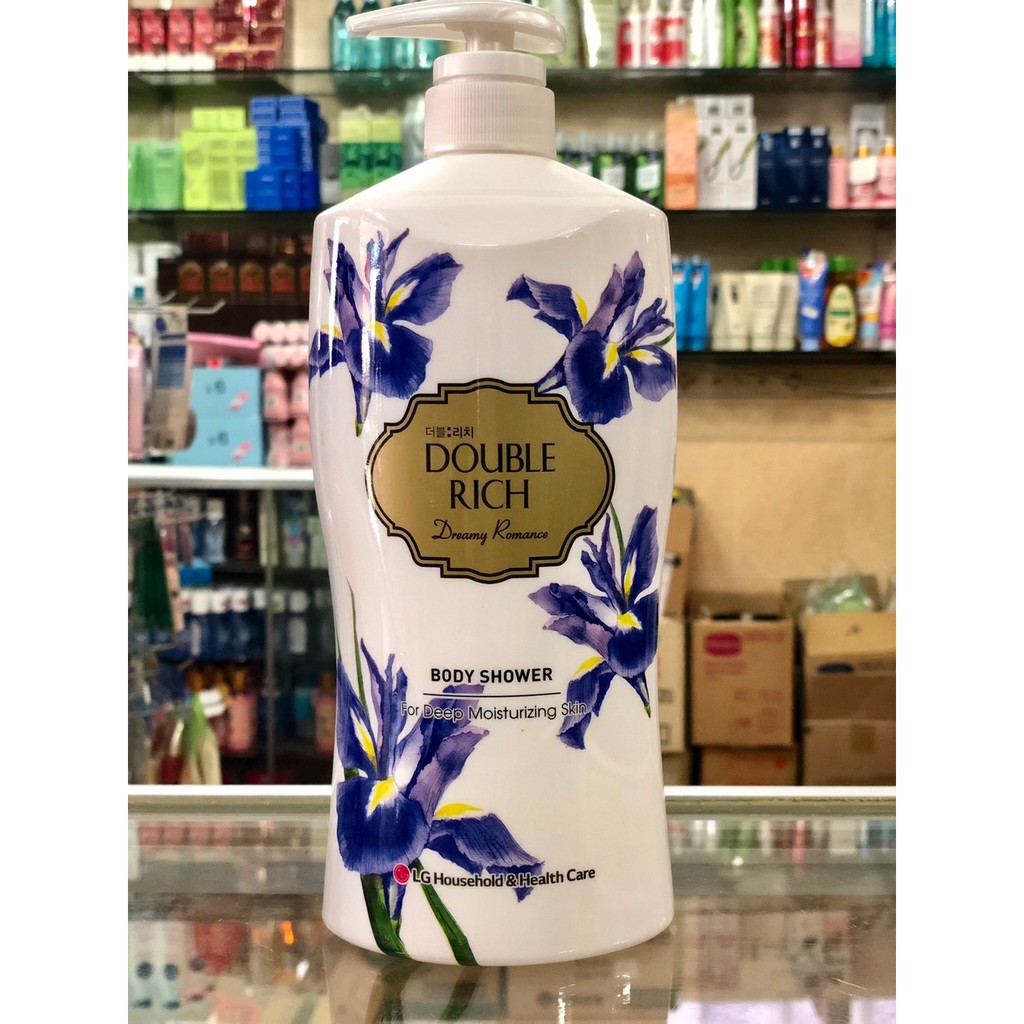 더블:리치
DOUBLE
RICH
Dreamy Romance
BODY SHOWER
For Deep Moisturizing Skin
LG Household & Health Care